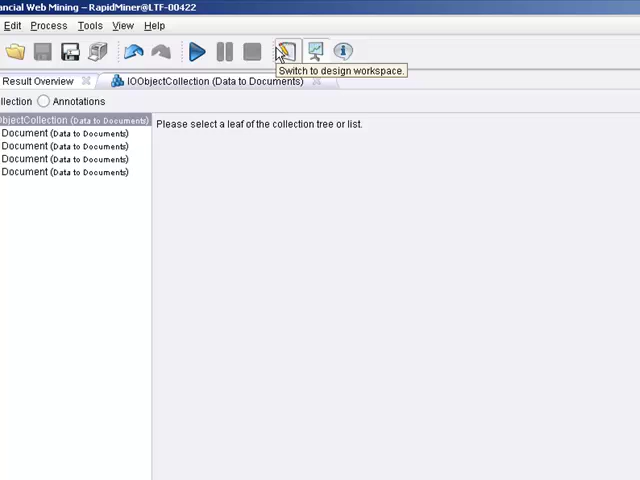 ncial Web Mining – RapidMiner@LTF-00422
Edit Process Tools View Help
Switch to design workspace.
Result Overview IOObjectCollection (Data to Documents)
llection Annotations
ObjectCollection (Data to Documents)
Document (Data to Documents)
Document (Data to Documents)
Document (Data to Documents)
Document (Data to Documents)
Please select a leaf of the collection tree or list.